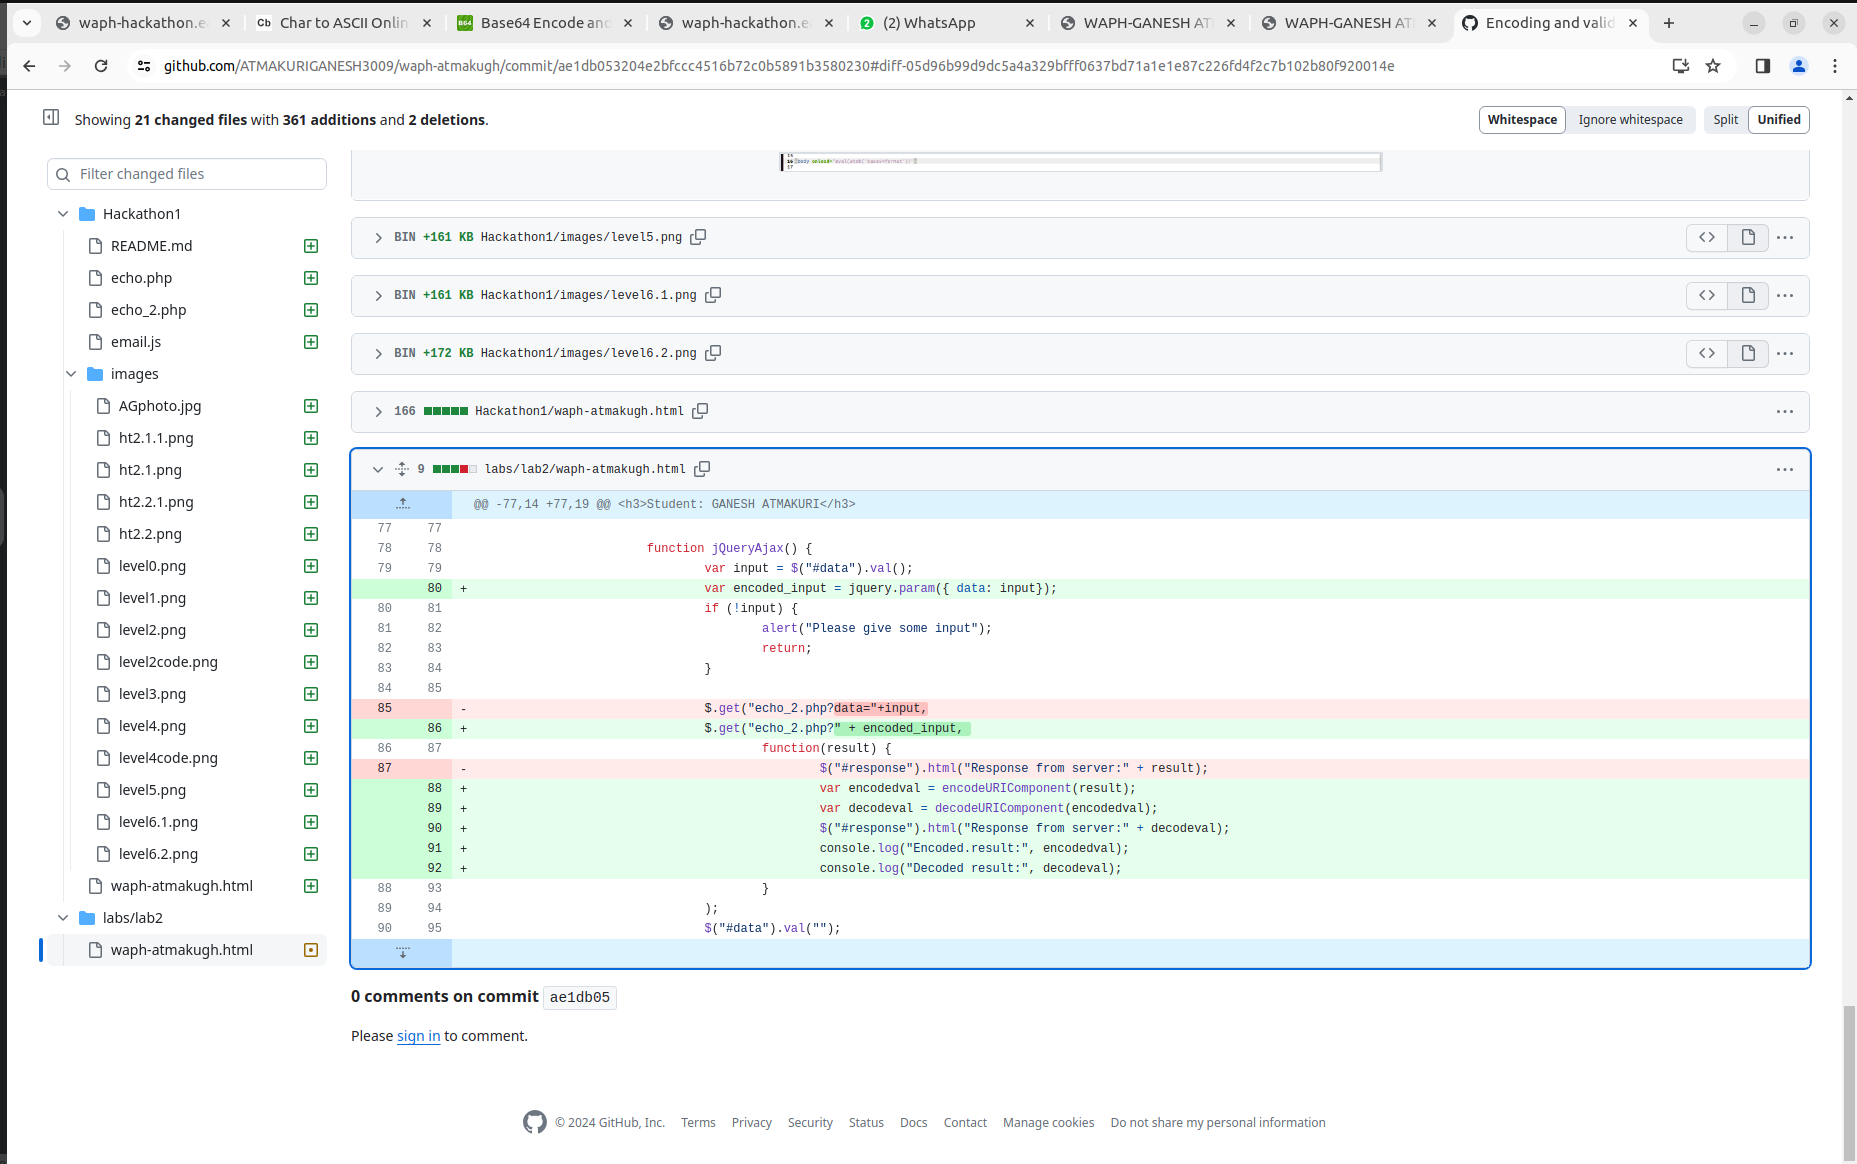 waph-hackathon.e
Cb Char to ASCII Onlin
B64 Base64 Encode and
waph-hackathon.e
2 (2) WhatsApp
WAPH-GANESH AT
WAPH-GANESH AT
Encoding and valid
github.com/ATMAKURIGANESH3009/waph-atmakugh/commit/ae1db053204e2bfccc4516b72c0b5891b3580230#diff-05d96b99d9dc5a4a329bfff0637bd71a1e1e87c226fd4f2c7b102b80f920014e
Showing 21 changed files with 361 additions and 2 deletions.
Whitespace Ignore whitespace Split Unified
Filter changed files
Hackathon1
README.md
echo.php
echo_2.php
email.js
images
AGphoto.jpg
ht2.1.1.png
ht2.1.png
ht2.2.1.png
ht2.2.png
level0.png
level1.png
level2.png
level2code.png
level3.png
level4.png
level4code.png
level5.png
level6.1.png
level6.2.png
waph-atmakugh.html
labs/lab2
waph-atmakugh.html
16
17
BIN +161 KB Hackathon1/images/level5.png
BIN +161 KB Hackathon1/images/level6.1.png
BIN +172 KB Hackathon1/images/level6.2.png
166 Hackathon1/waph-atmakugh.html
9 labs/lab2/waph-atmakugh.html
@@ -77,14 +77,19 @@ <h3>Student: GANESH ATMAKURI</h3>
77 77
78 78 function jQueryAjax() {
79 79 var input = $("#data").val();
80 + var encoded_input = jquery.param({ data: input});
80 81 if (!input) {
81 82 alert("Please give some input");
82 83 return;
83 84 }
84 85
85 - $.get("echo_2.php?data="+input,
86 + $.get("echo_2.php?" + encoded_input,
86 87 function(result) {
87 - $("#response").html("Response from server:" + result);
88 + var encodedval = encodeURIComponent(result);
89 + var decodeval = decodeURIComponent(encodedval);
90 + $("#response").html("Response from server:" + decodeval);
91 + console.log("Encoded.result:", encodedval);
92 + console.log("Decoded result:", decodeval);
88 93 }
89 94 );
90 95 $("#data").val("");
0 comments on commit ae1db05
Please sign in to comment.
© 2024 GitHub, Inc. Terms Privacy Security Status Docs Contact Manage cookies Do not share my personal information